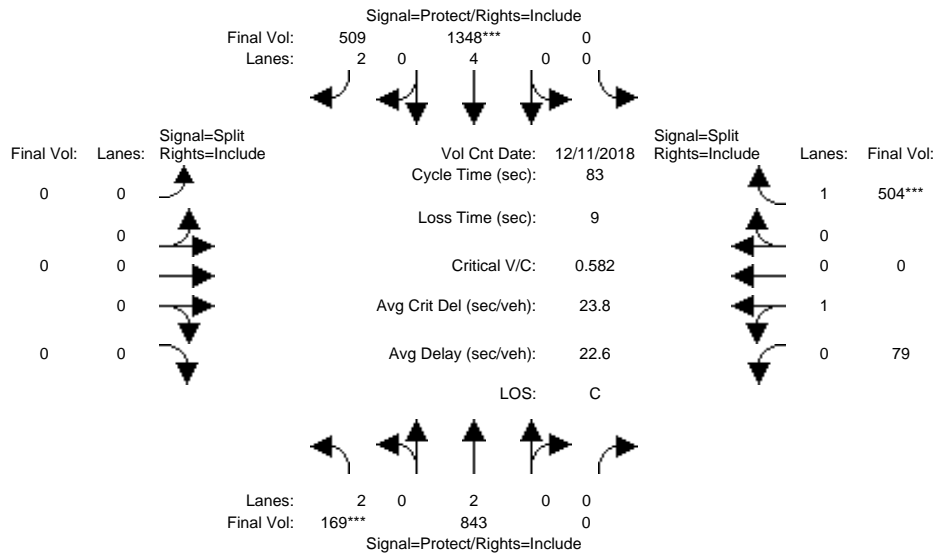 Signal=Protect/Rights=Include
Final Vol: 509 1348*** 0
Lanes: 2 0 4 0 0
Signal=Split Signal=Split
Final Vol: Lanes: Rights=Include Vol Cnt Date: 12/11/2018 Rights=Include Lanes: Final Vol:
Cycle Time (sec): 83
0 0 1 504***
Loss Time (sec): 9
0 0
0 0 Critical V/C: 0.582 0 0
0 Avg Crit Del (sec/veh): 23.8 1
0 0 Avg Delay (sec/veh): 22.6 0 79
LOS: C
Lanes: 2 0 2 0 0
Final Vol: 169*** 843 0
Signal=Protect/Rights=Include